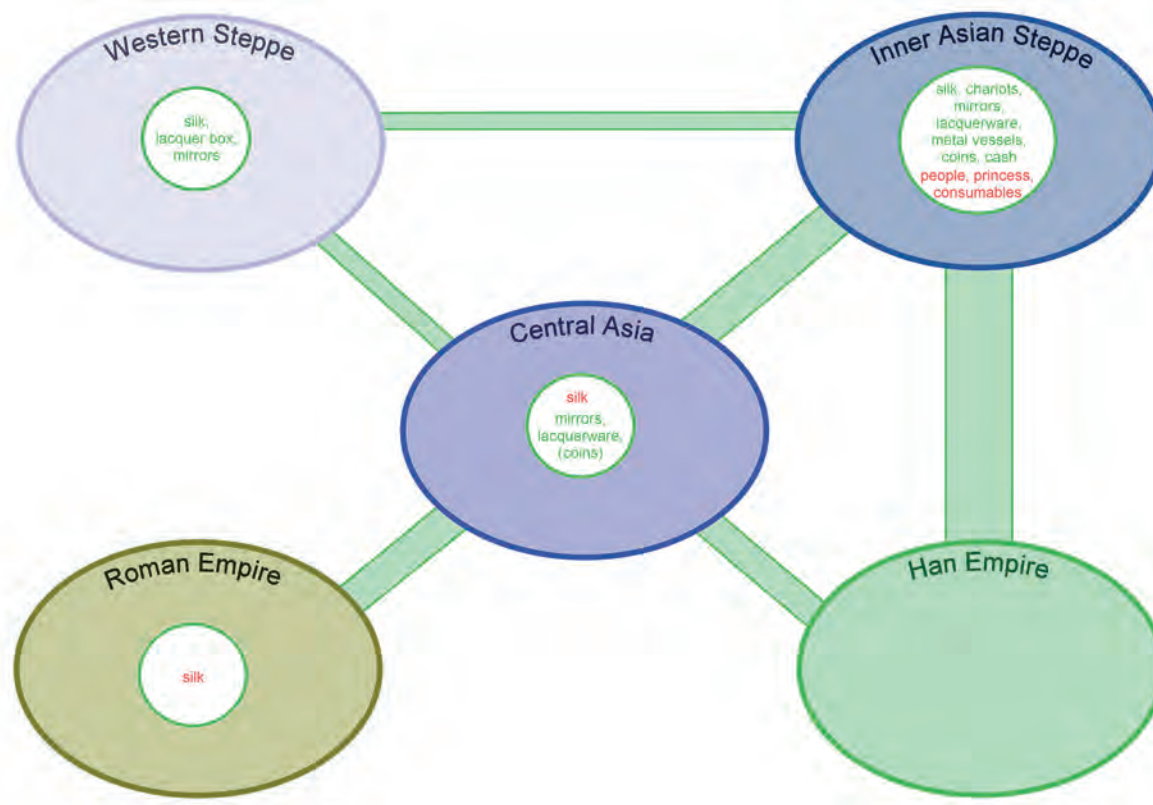 Western Steppe
silk,
lacquer box,
mirrors
Inner Asian Steppe
silk, chariots,
mirrors,
lacquerware,
metal vessels,
coins, cash
people, princess,
consumables
Central Asia
silk
mirrors,
lacquerware,
(coins)
Roman Empire
silk
Han Empire